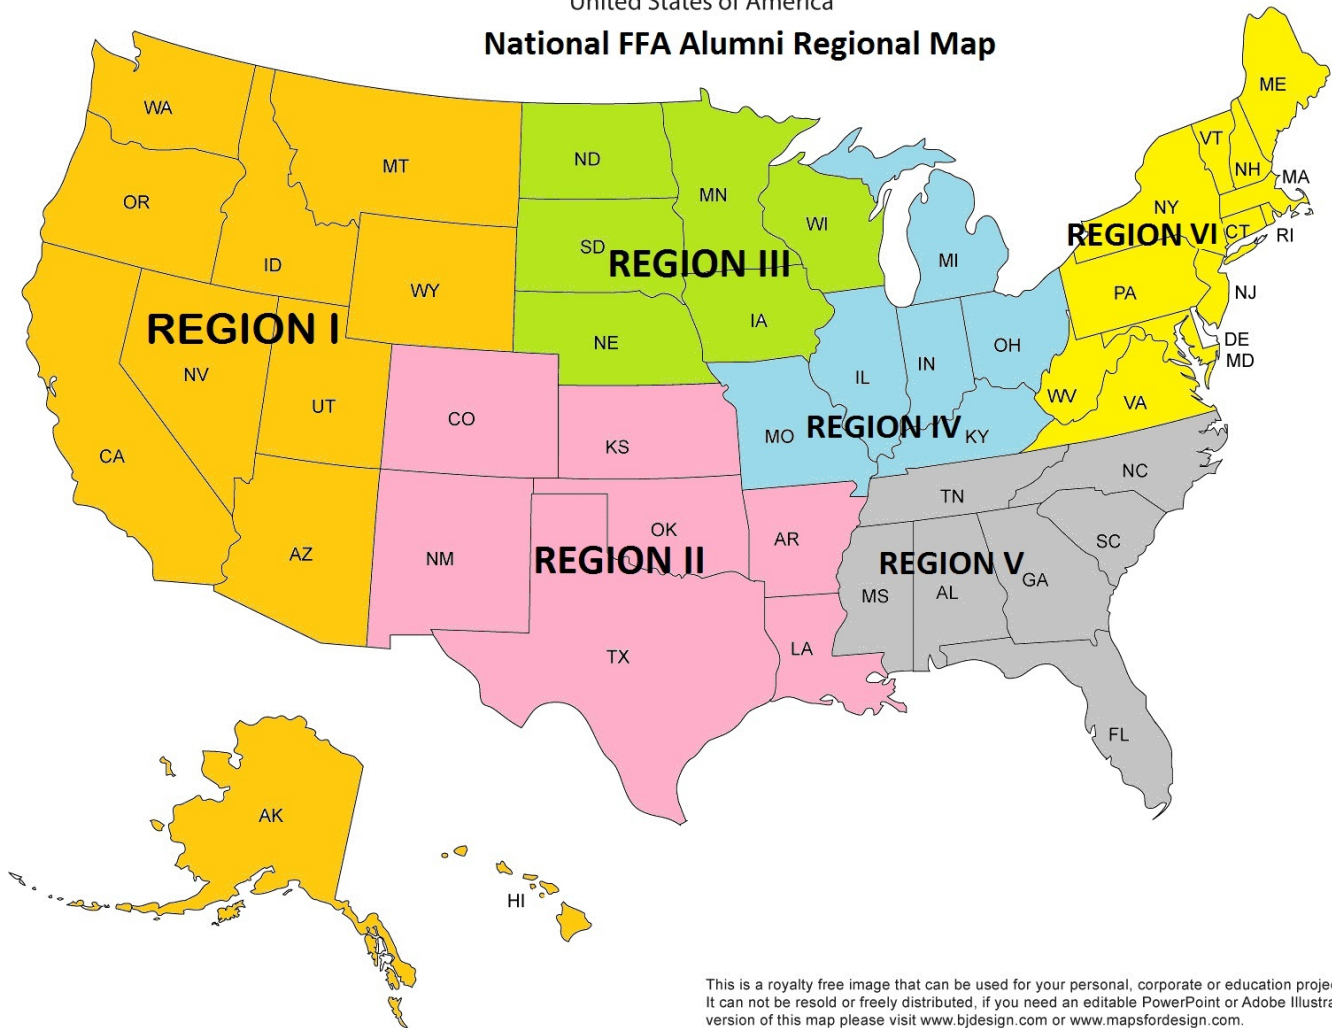 United States of America
National FFA Alumni Regional Map
ME
WA
VT
ND
MT
NH
MA
MN
OR
NY
WI
REGION VI
CT
RI
SD
REGION III
MI
ID
WY
PA
NJ
IA
REGION I
DE
NE
OH
MD
IN
NV
IL
WV
UT
VA
CO
REGION IV
MO
KY
KS
CA
NC
TN
OK
AR
SC
AZ
NM
REGION II
REGION V
GA
MS
AL
LA
TX
FL
AK
HI
This is a royalty free image that can be used for your personal, corporate or education
It can not be resold or freely distributed, if you need an editable PowerPoint or Adobe
version of this map please visit www.bjdesign.com or www.mapsfordesign.com.